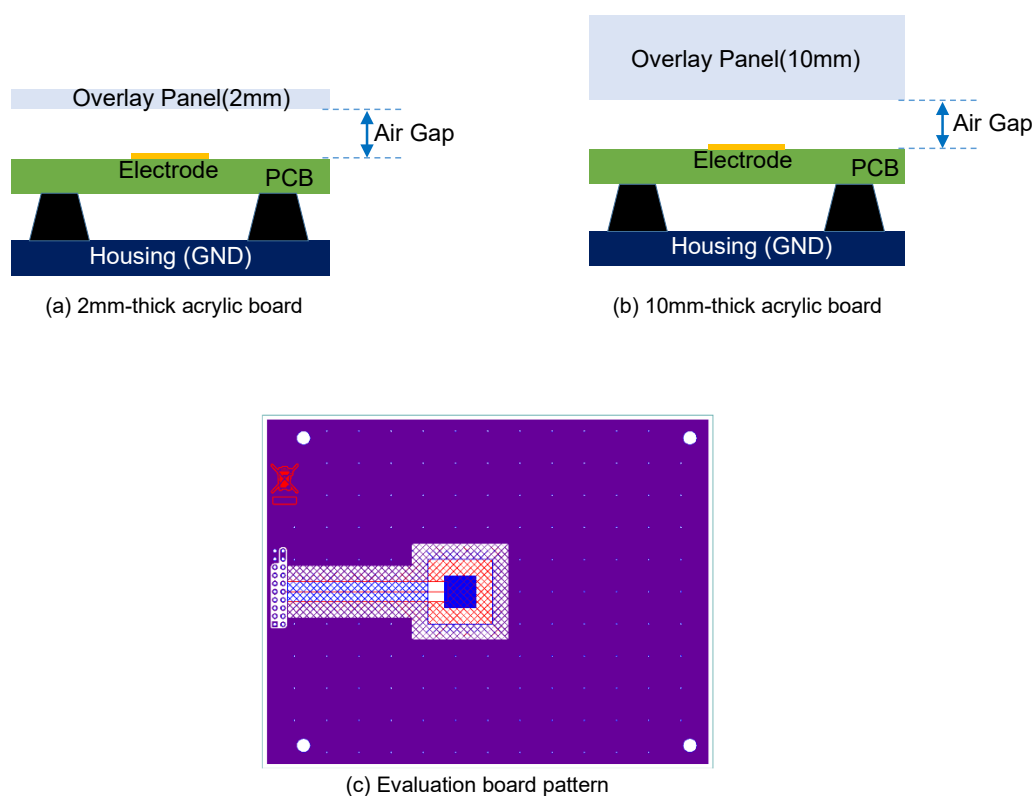 Overlay Panel(2mm)
Air Gap
Electrode
PCB
Housing (GND)
(a) 2mm-thick acrylic board
Overlay Panel(10mm)
Air Gap
Electrode
PCB
Housing (GND)
(b) 10mm-thick acrylic board
(c) Evaluation board pattern